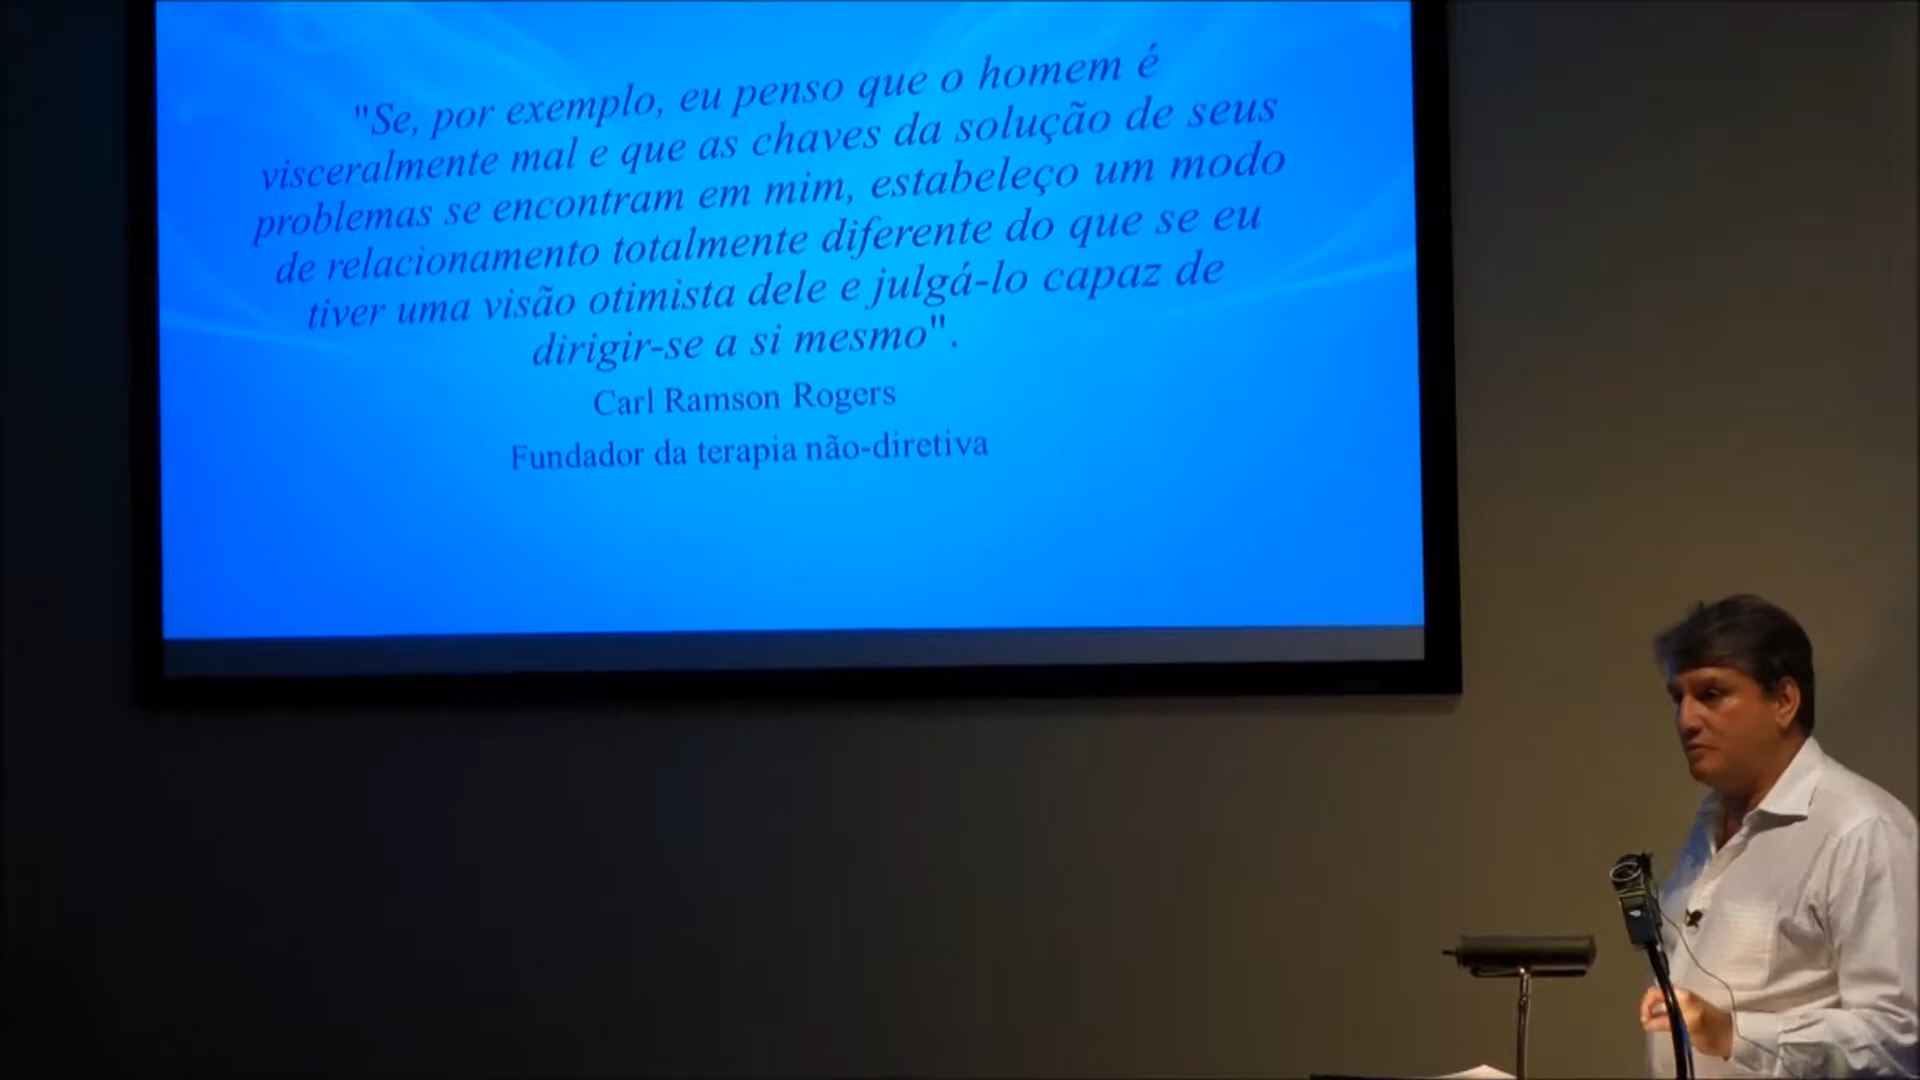 "Se, por exemplo, eu penso que o homem é
visceralmente mal e que as chaves da solução de seus
problemas se encontram em mim, estabeleço um modo
de relacionamento totalmente diferente do que se eu
tiver uma visão otimista dele e julgá-lo capaz de
dirigir-se a si mesmo".
Carl Ramson Rogers
Fundador da terapia não-diretiva